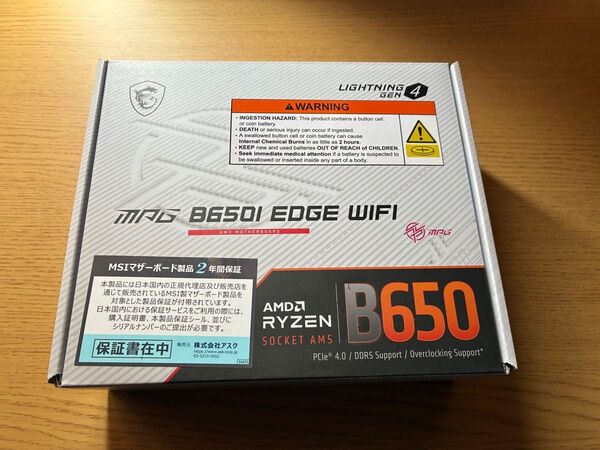 LIGHTNING
GEN 4
WARNING
• INGESTION HAZARD: This product contains a button cell
or coin battery.
• DEATH or serious injury can occur if ingested.
• A swallowed button cell or coin battery can cause
Internal Chemical Burns in as little as 2 hours.
• KEEP new and used batteries OUT OF REACH of CHILDREN.
• Seek immediate medical attention if a battery is suspected to
be swallowed or inserted inside any part of body.
MPG B650I EDGE WIFI
AMD MOTHERBOARD
MPG
MSIマザーボード製品 2年間保証
本製品には日本国内の正規代理店及び販売店を
通じて販売されているMSI製マザーボード製品を
対象とした製品保証が付帯されています。
日本国内における保証サービスをご利用の際には、
購入証明書、本製品保証シール、並びに
シリアルナンバーのご提出が必要です。
保証書在中
販売元 株式会社アスク
https://www.ask-corp.jp
03-5215-5652
AMD
RYZEN
SOCKET AM5
B650
PCIe® 4.0 / DDR5 Support / Overclocking Support*